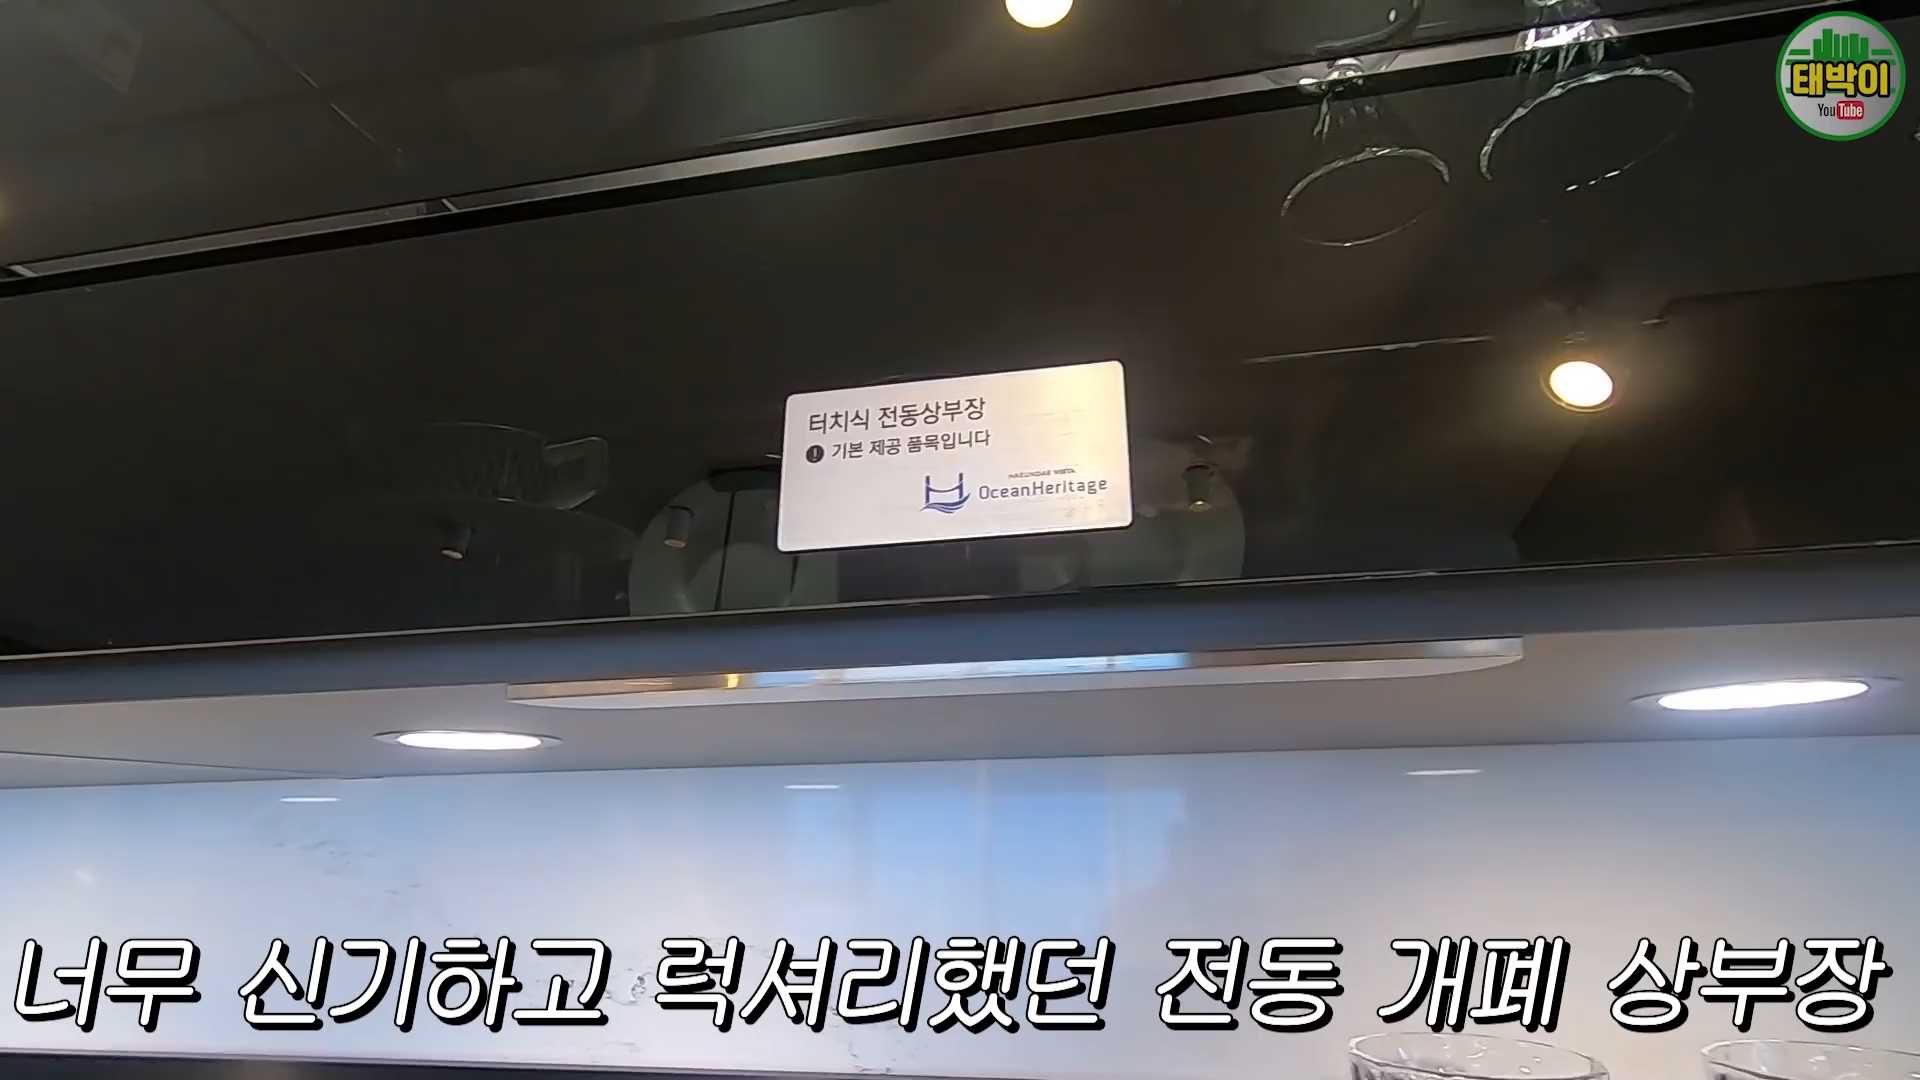 태박이
YouTube
터치식 전동상부장
! 기본 제공 품목입니다
HAEUNDAE VISTA
OceanHeritage
너무 신기하고 럭셔리했던 전동 개폐 상부장